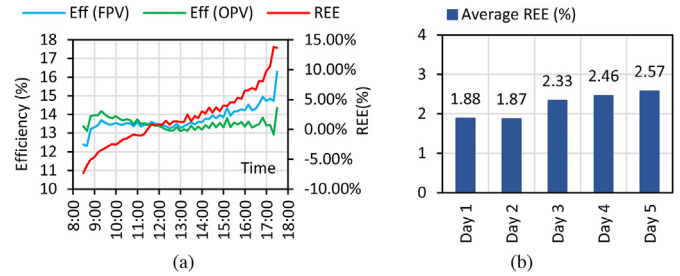 Eff (FPV) Eff (OPV) REE
18
17
16
15
14
13
12
11
10
Efficiency (%)
15.00%
10.00%
5.00%
0.00%
-5.00%
-10.00%
REE(%)
Time
8:00 9:00 10:00 11:00 12:00 13:00 14:00 15:00 16:00 17:00 18:00
(a)
Average REE (%)
4
3
2
1
0
1.88 1.87 2.33 2.46 2.57
Day 1 Day 2 Day 3 Day 4 Day 5
(b)